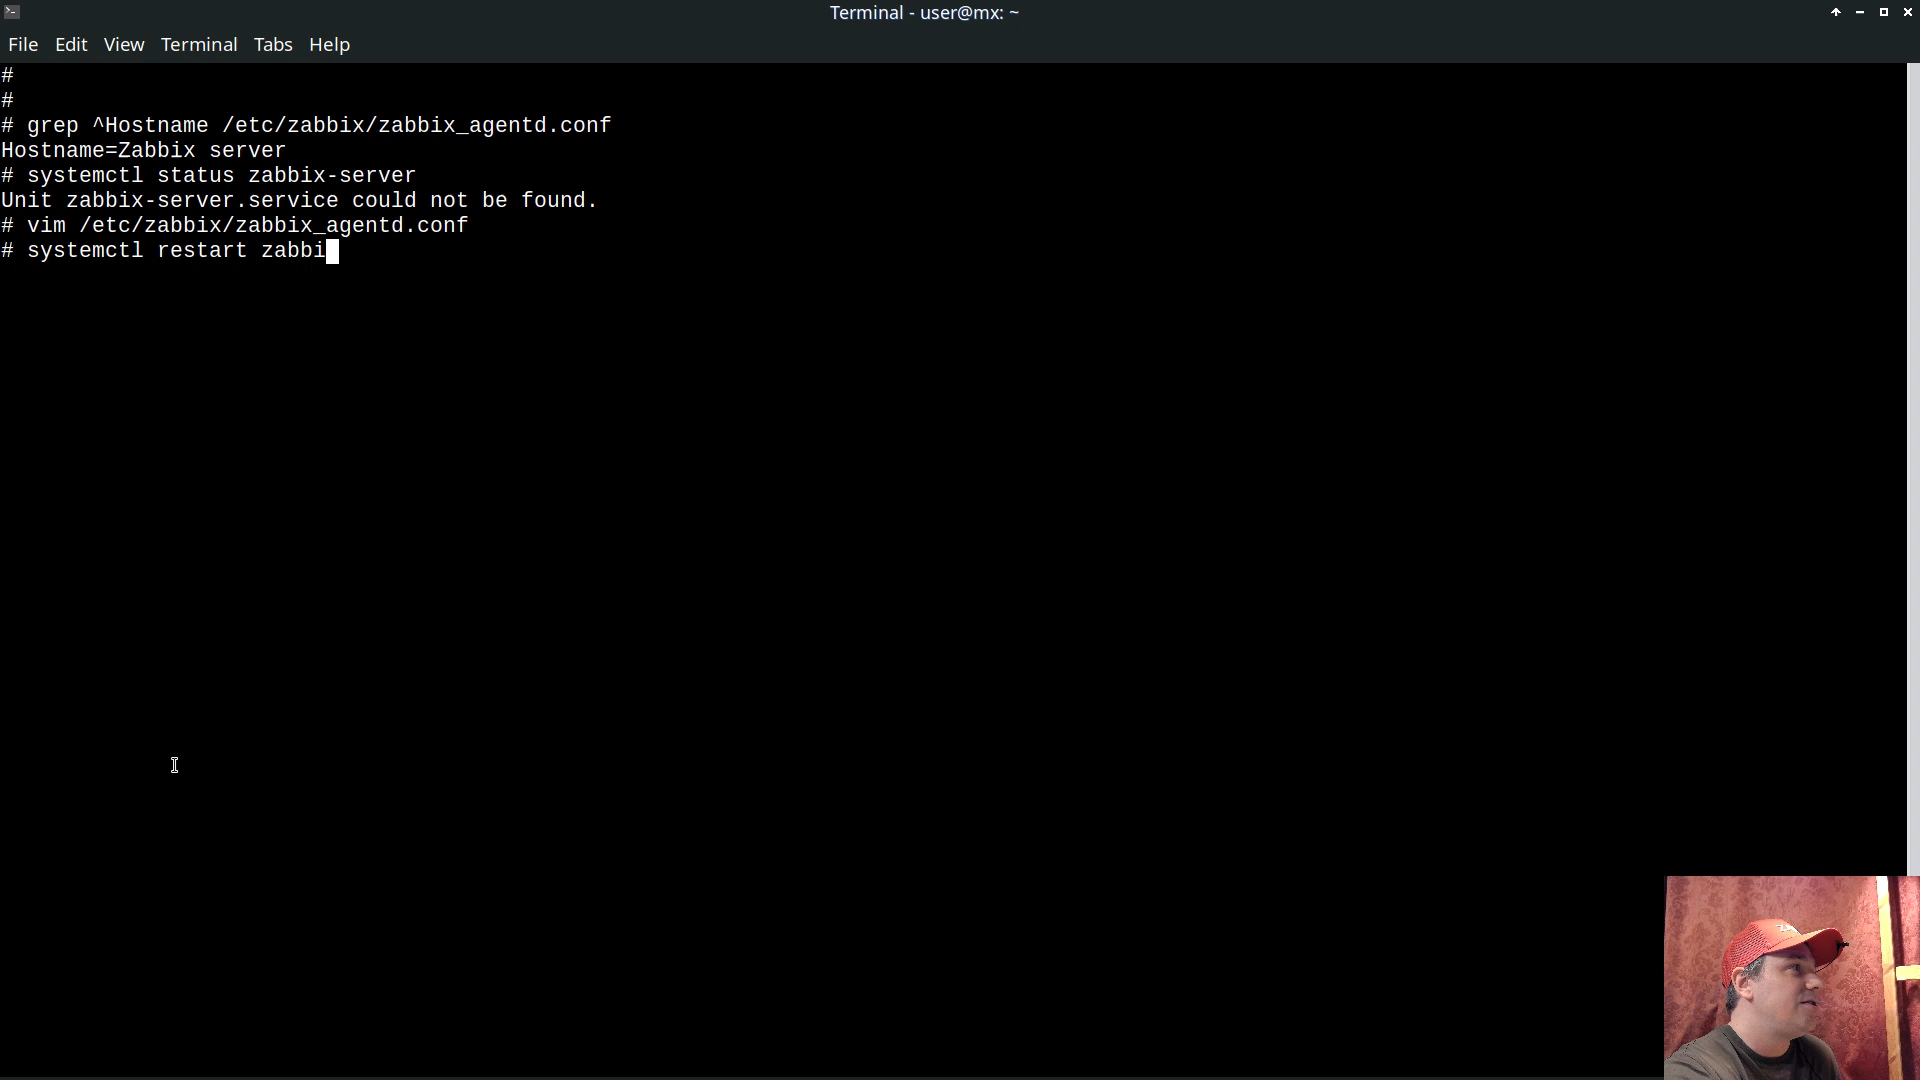 Terminal - user@mx: ~
File Edit View Terminal Tabs Help
#
#
# grep ^Hostname /etc/zabbix/zabbix_agentd.conf
Hostname=Zabbix server
# systemctl status zabbix-server
Unit zabbix-server.service could not be found.
# vim /etc/zabbix/zabbix_agentd.conf
# systemctl restart zabbi